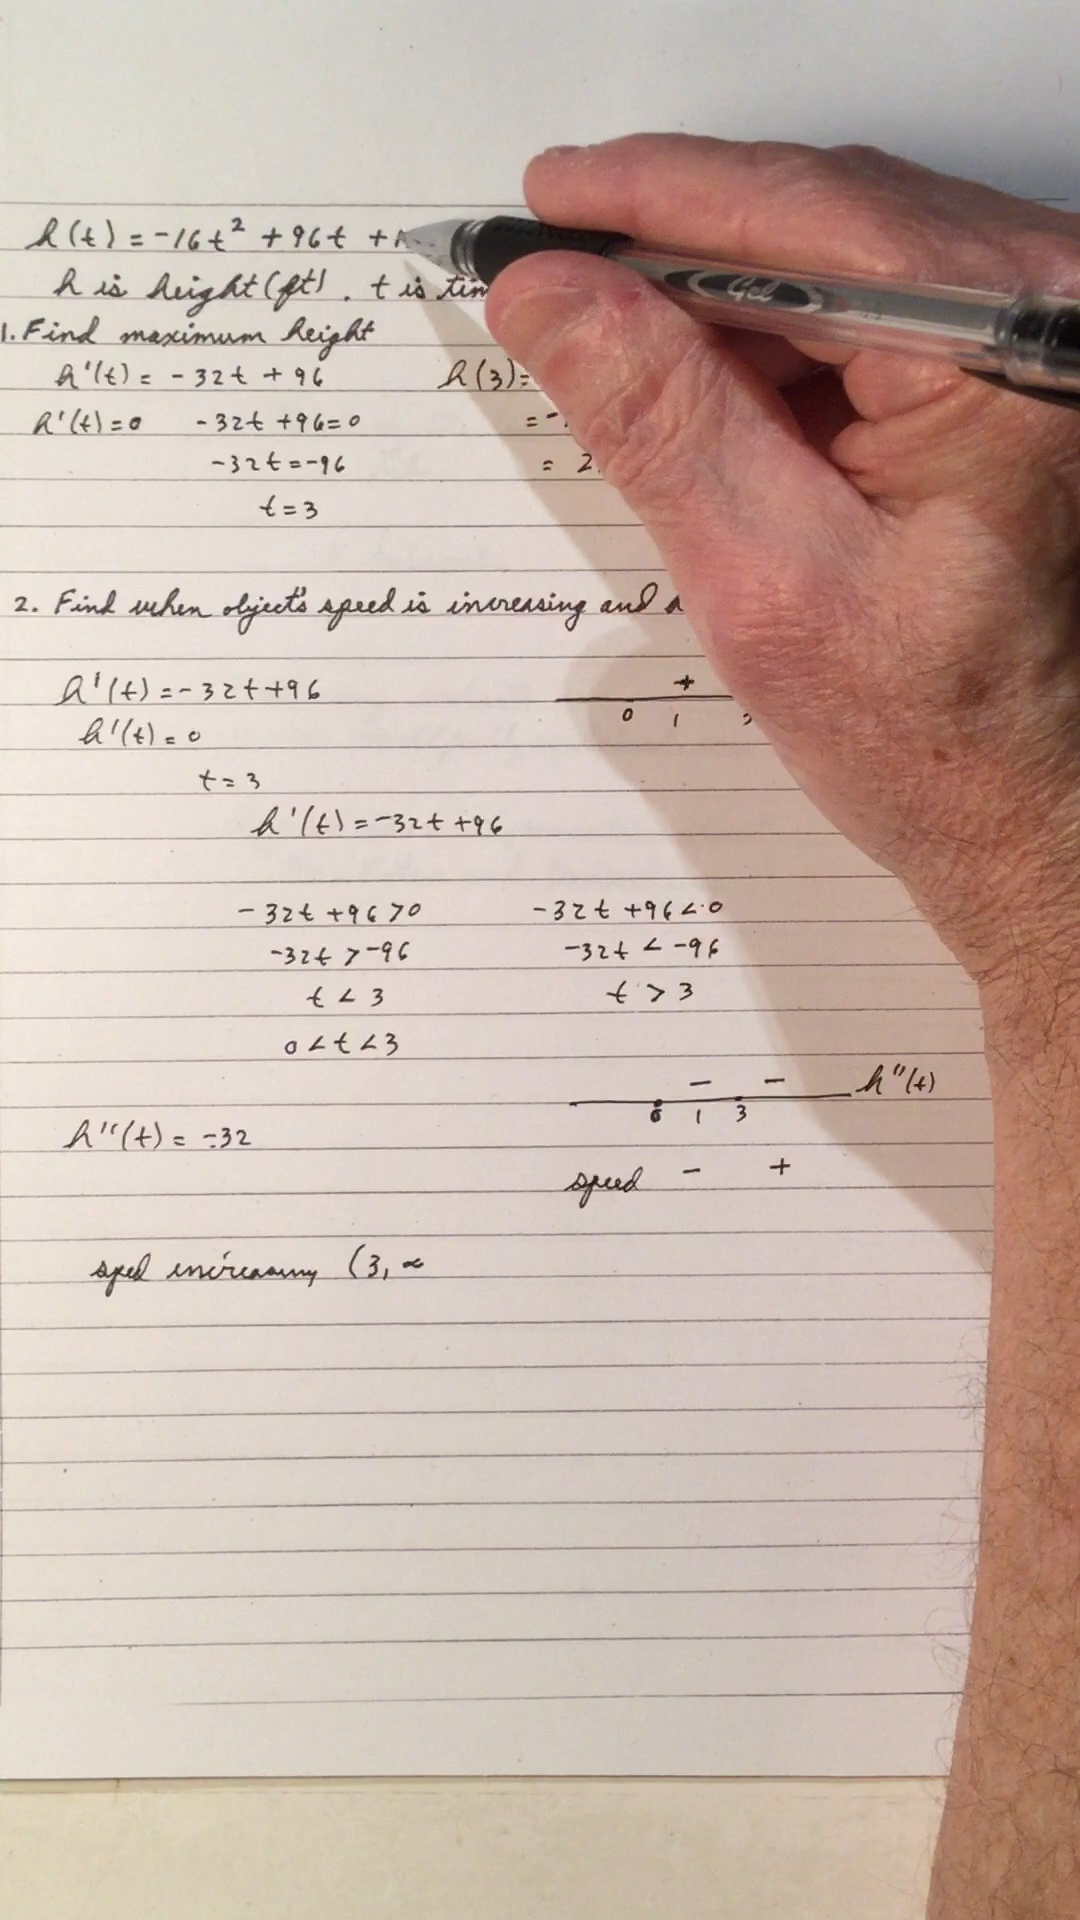 h(t) = -16t² + 96t +
h is height (ft). t is
1. Find maximum height
h'(t) = -32t + 96 h(3)=
h'(t) = 0 -32t + 96 = 0 = -
-32t = -96 = 2
t = 3
2. Find when object's speed is increasing and
h'(t) = -32t + 96 +
0 1
h'(t) = 0
t = 3
h'(t) = -32t + 96
-32t + 96 > 0 -32t + 96 < 0
-32t > -96 -32t < -96
t < 3 t > 3
0 < t < 3
- - h''(t)
0 1 3
h''(t) = -32
speed - +
sped increasing (3, ∞
Gel